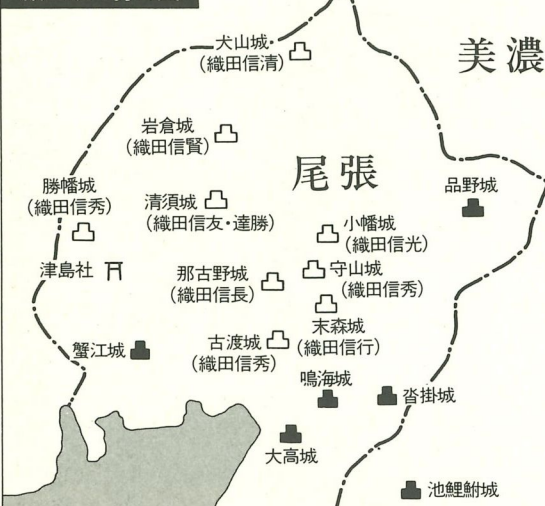 犬山城
(織田信清)
美濃
岩倉城
(織田信賢)
尾張
品野城
勝幡城
(織田信秀)
清須城
(織田信友・達勝)
小幡城
(織田信光)
津島社
那古野城
(織田信長)
守山城
(織田信秀)
末森城
(織田信行)
古渡城
(織田信秀)
蟹江城
鳴海城
沓掛城
大高城
池鯉鮒城